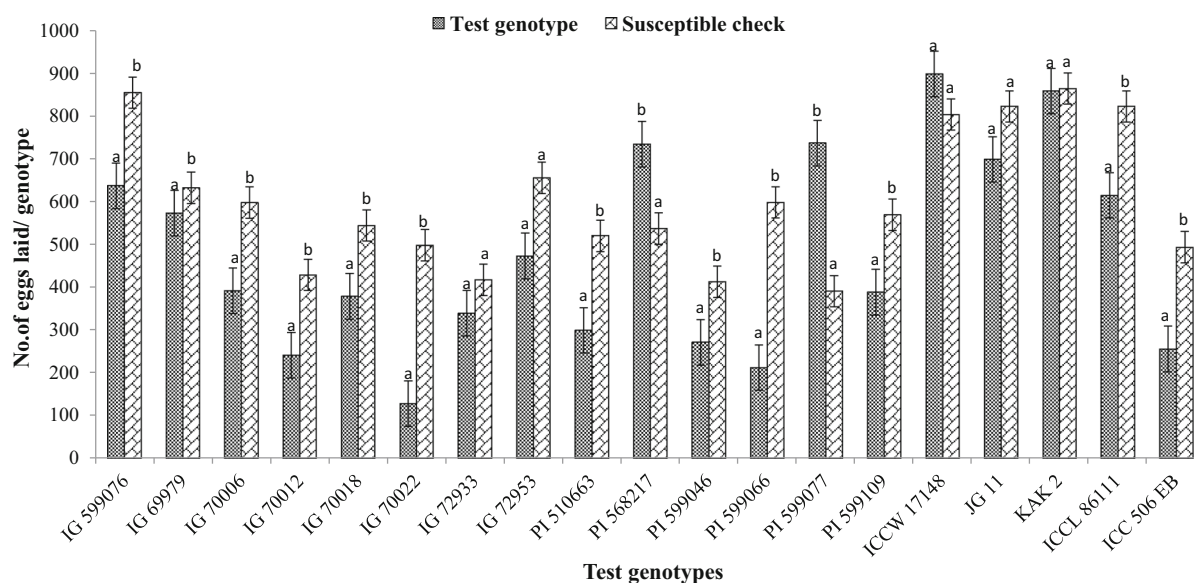 Test genotype Susceptible check
No.of eggs laid/ genotype
1000
900
800
700
600
500
400
300
200
100
0
a b a b a b a b a b a b a a a a a b b a a b a b b a a b a a a a a a a b a b
IG 599076 IG 69979 IG 70006 IG 70012 IG 70018 IG 70022 IG 72933 IG 72953 PI 510663 PI 568217 PI 599046 PI 599066 PI 599077 PI 599109 ICCW 17148 JG 11 KAK 2 ICCL 86111 ICC 506 EB
Test genotypes